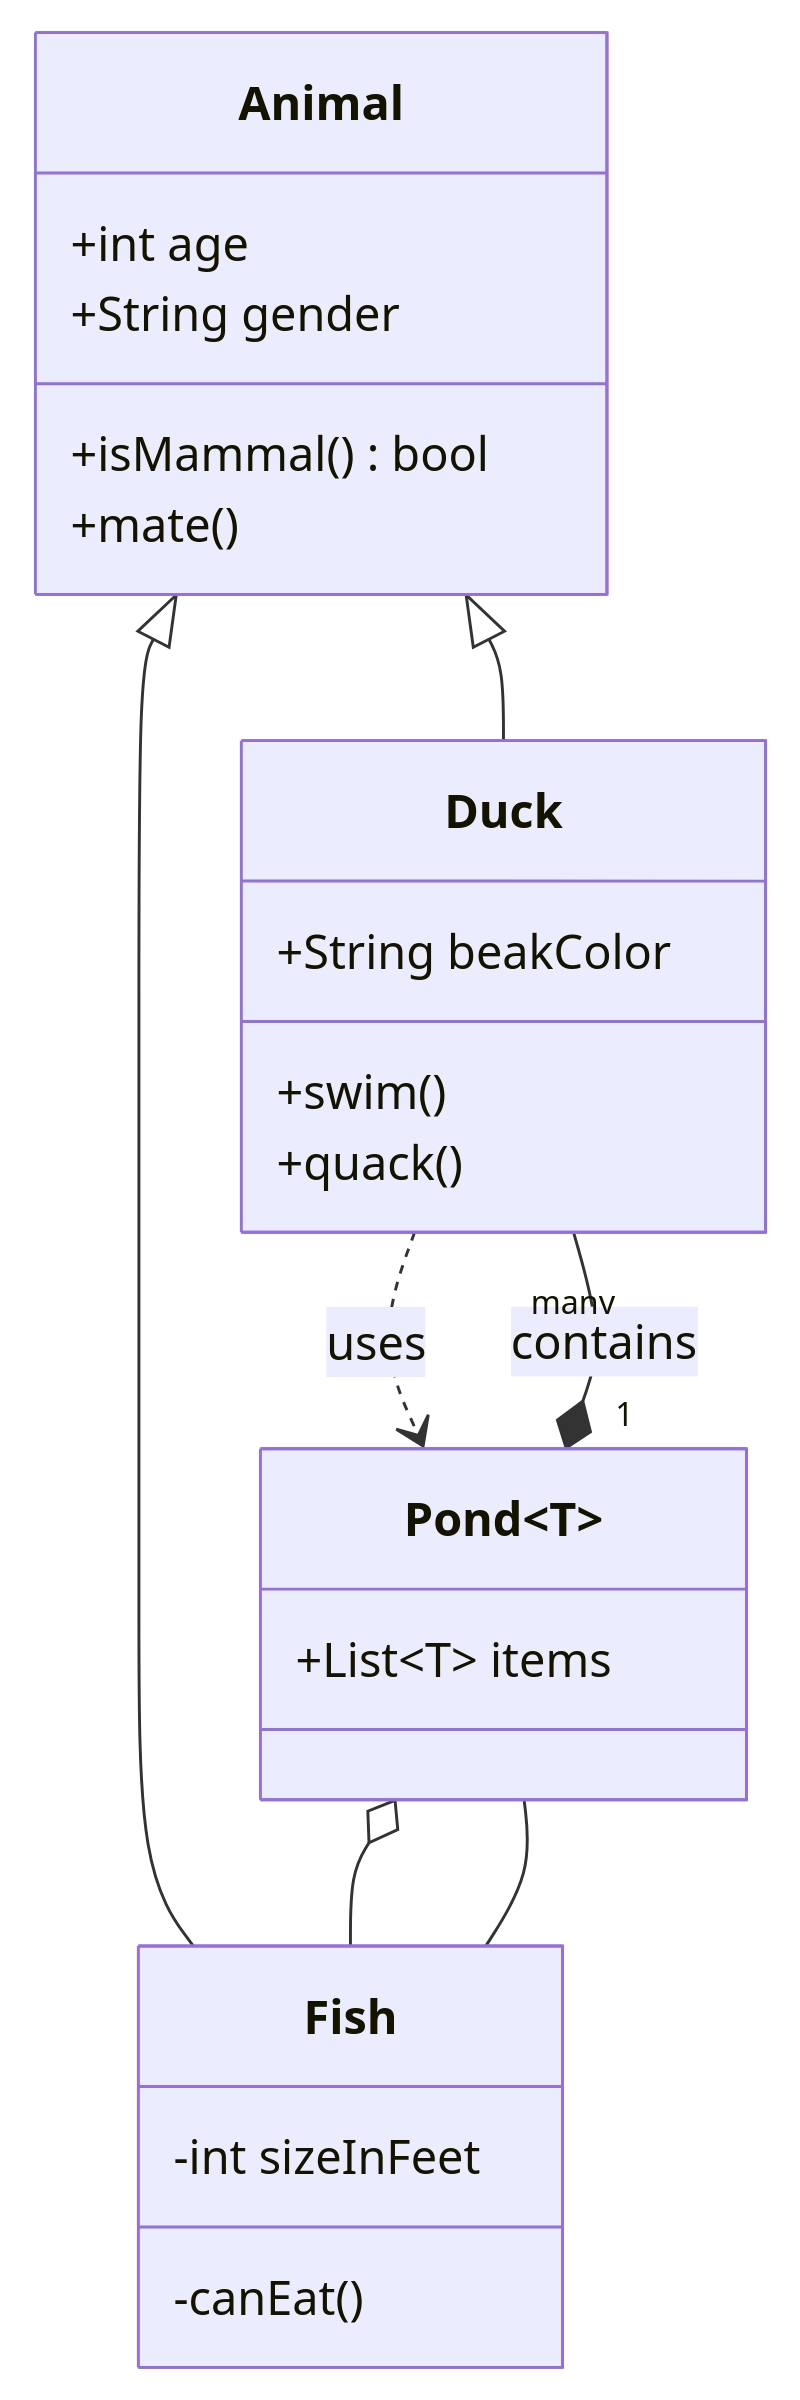 Animal
+int age
+String gender
+isMammal() : bool
+mate()
Duck
+String beakColor
+swim()
+quack()
many
uses
contains
1
Pond<T>
+List<T> items
Fish
-int sizeInFeet
-canEat()